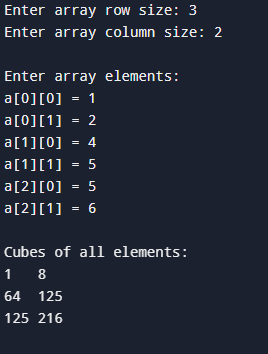 Enter array row size: 3
Enter array column size: 2

Enter array elements:
a[0][0] = 1
a[0][1] = 2
a[1][0] = 4
a[1][1] = 5
a[2][0] = 5
a[2][1] = 6

Cubes of all elements:
1   8
64  125
125 216